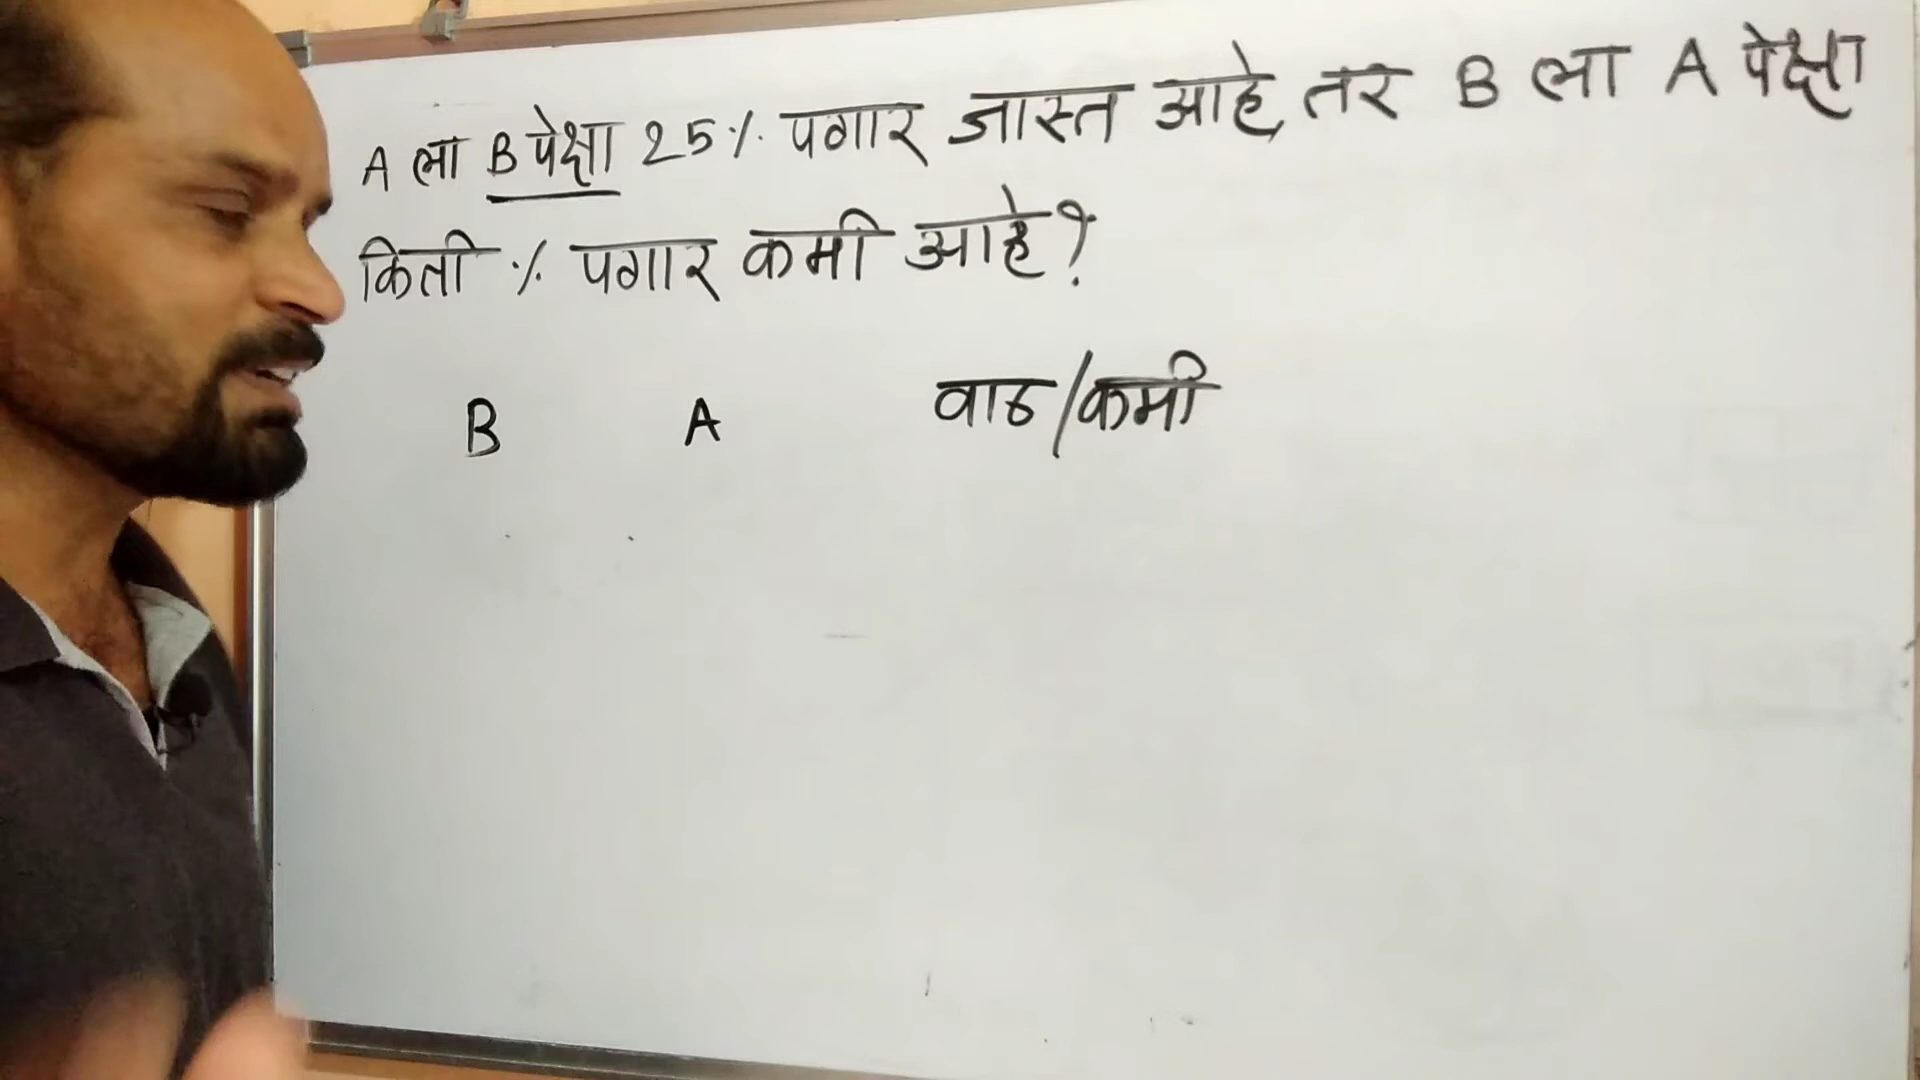 A ला B पेक्षा 25% पगार जास्त आहे, तर B ला A पेक्षा
किती % पगार कमी आहे?
B A वाढ/कमी